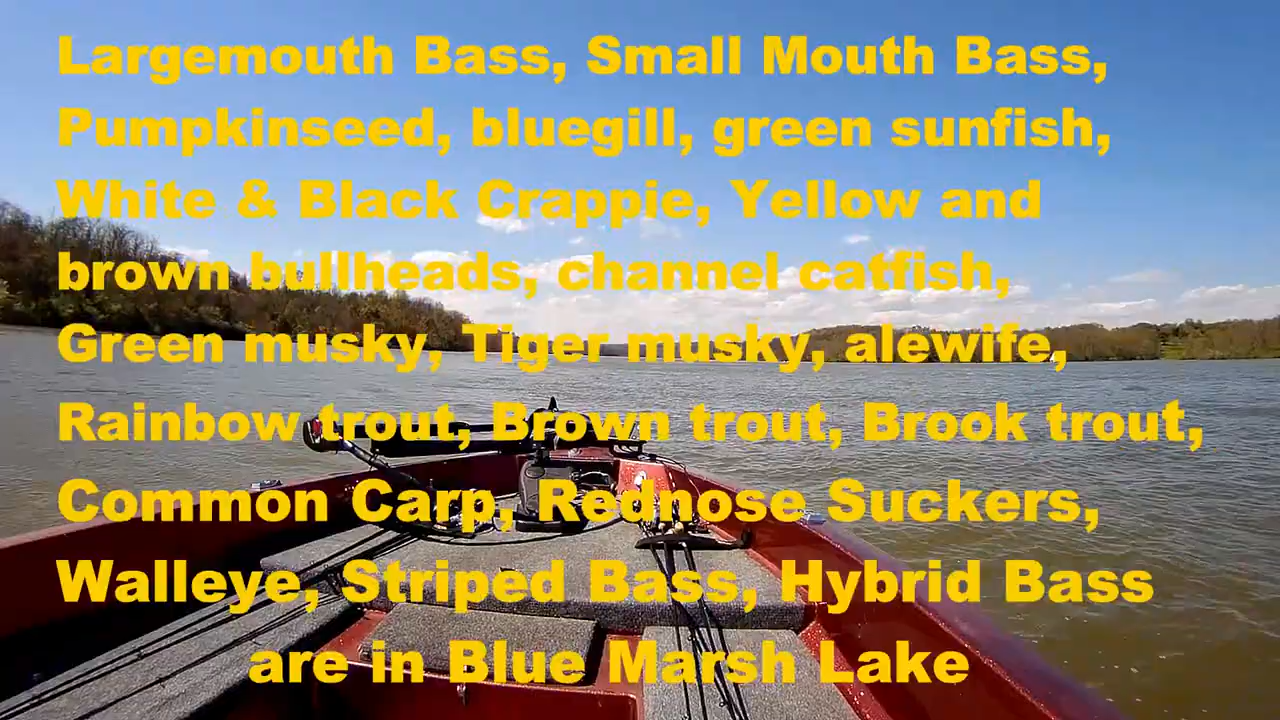 Largemouth Bass, Small Mouth Bass,
Pumpkinseed, bluegill, green sunfish,
White & Black Crappie, Yellow and
brown bullheads, channel catfish,
Green musky, Tiger musky, alewife,
Rainbow trout, Brown trout, Brook trout,
Common Carp, Rednose Suckers,
Walleye, Striped Bass, Hybrid Bass
are in Blue Marsh Lake